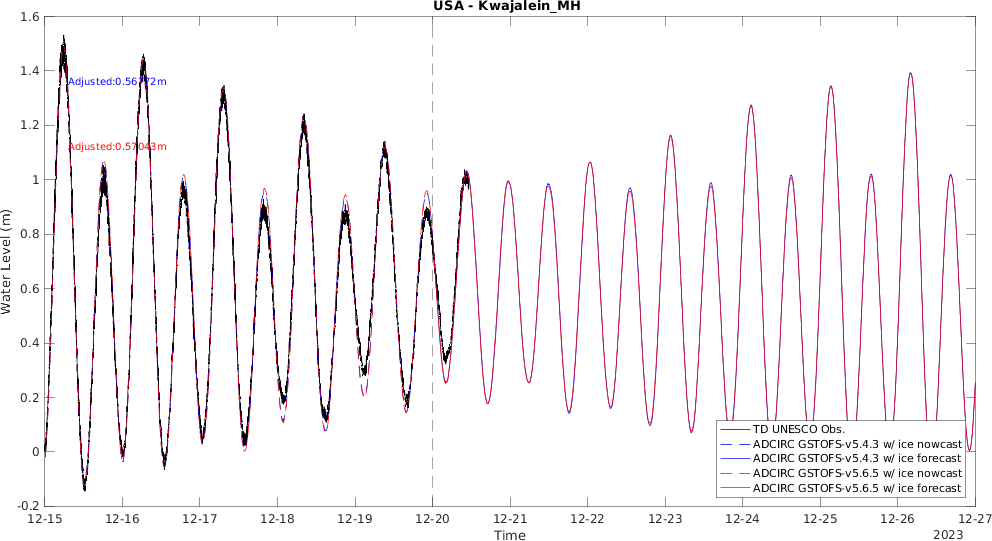 USA - Kwajalein_MH
1.6
1.4
1.2
1
0.8
0.6
0.4
0.2
0
-0.2
Water Level (m)
Adjusted:0.56772m
Adjusted:0.57043m
TD UNESCO Obs.
ADCIRC GSTOFS-v5.4.3 w/ ice nowcast
ADCIRC GSTOFS-v5.4.3 w/ ice forecast
ADCIRC GSTOFS-v5.6.5 w/ ice nowcast
ADCIRC GSTOFS-v5.6.5 w/ ice forecast
12-15 12-16 12-17 12-18 12-19 12-20 12-21 12-22 12-23 12-24 12-25 12-26 12-27
Time
2023